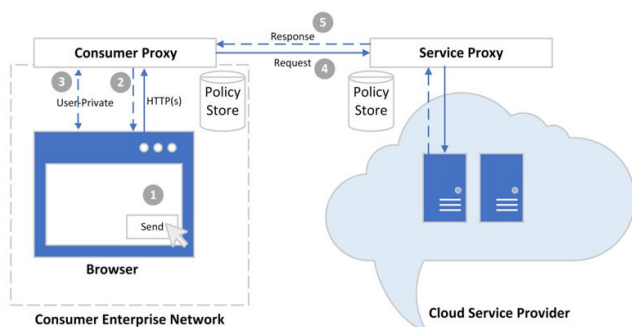 5
Response
Consumer Proxy
Service Proxy
Request
4
3
2
User-Private
HTTP(s)
Policy
Store
Policy
Store
1
Send
Browser
Consumer Enterprise Network
Cloud Service Provider